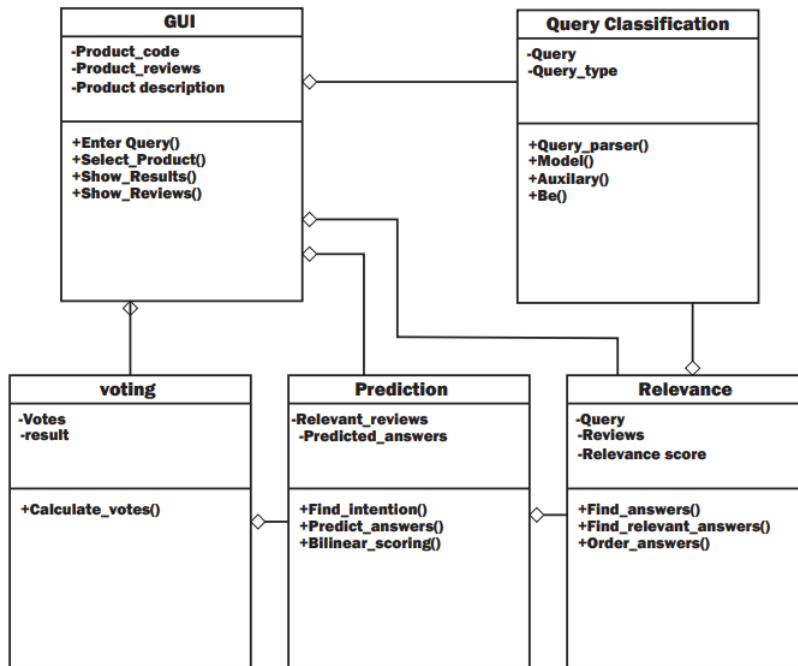 GUI
-Product_code
-Product_reviews
-Product description
+Enter Query()
+Select_Product()
+Show_Results()
+Show_Reviews()
Query Classification
-Query
-Query_type
+Query_parser()
+Model()
+Auxilary()
+Be()
voting
-Votes
-result
+Calculate_votes()
Prediction
-Relevant_reviews
-Predicted_answers
+Find_intention()
+Predict_answers()
+Bilinear_scoring()
Relevance
-Query
-Reviews
-Relevance score
+Find_answers()
+Find_relevant_answers()
+Order_answers()